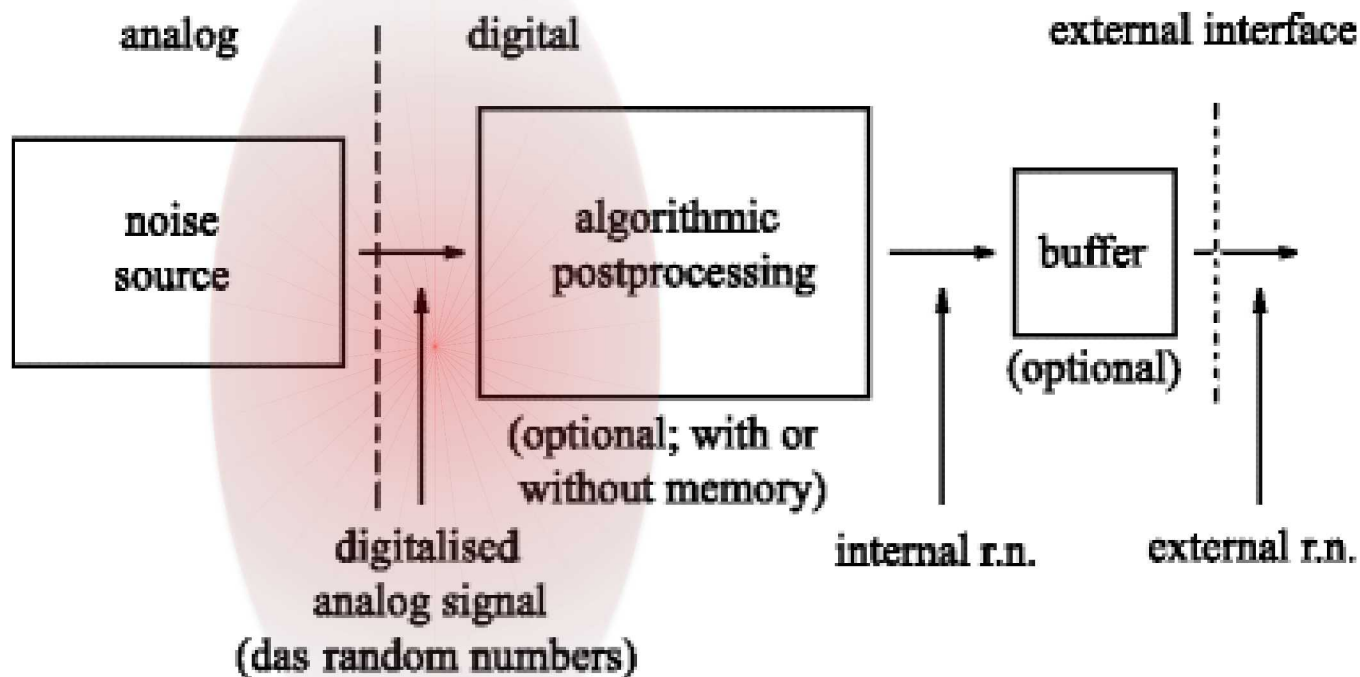 analog
digital
external interface
noise
source
algorithmic
postprocessing
buffer
(optional)
(optional; with or
without memory)
digitalised
analog signal
(das random numbers)
internal r.n.
external r.n.